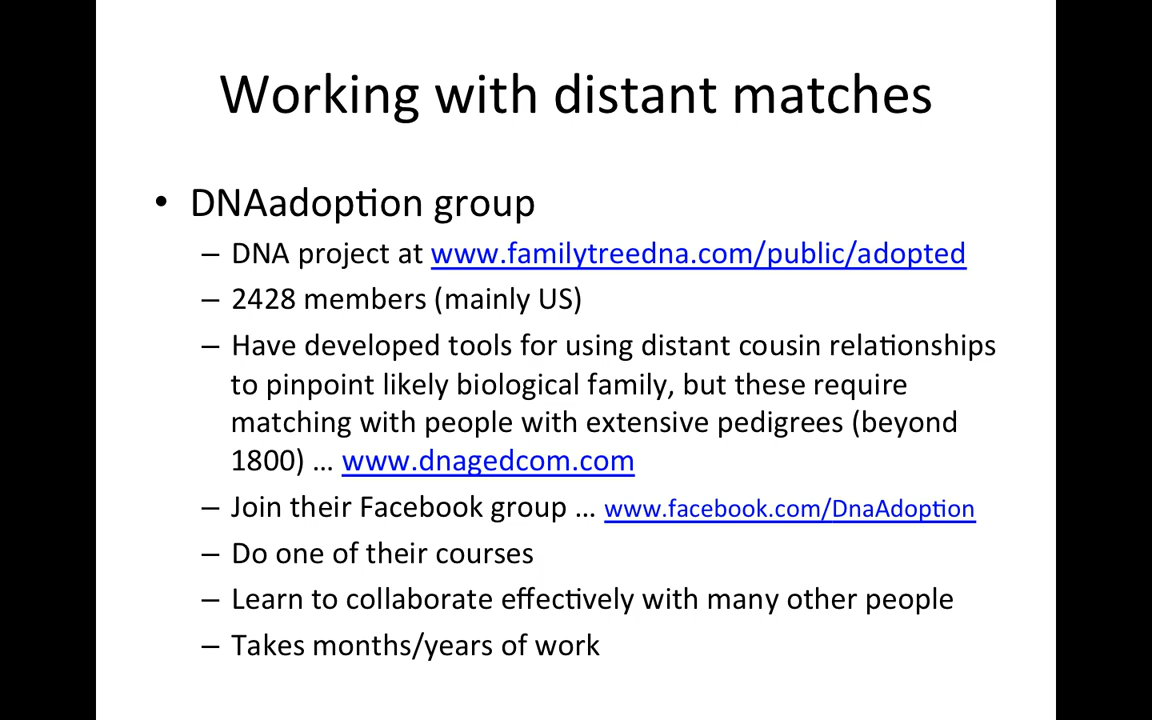 Working with distant matches
• DNAadoption group
– DNA project at www.familytreedna.com/public/adopted
– 2428 members (mainly US)
– Have developed tools for using distant cousin relationships
to pinpoint likely biological family, but these require
matching with people with extensive pedigrees (beyond
1800) … www.dnagedcom.com
– Join their Facebook group … www.facebook.com/DnaAdoption
– Do one of their courses
– Learn to collaborate effectively with many other people
– Takes months/years of work